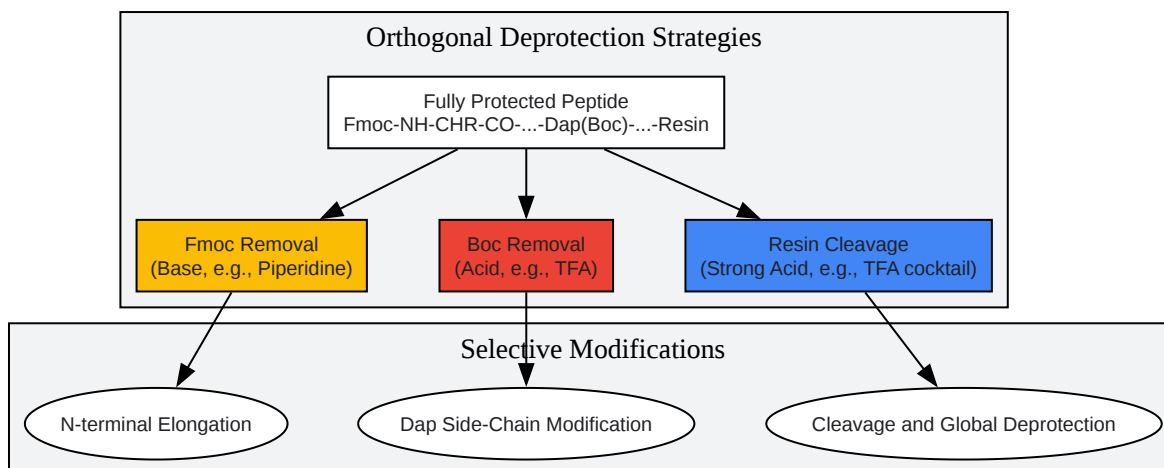 Orthogonal Deprotection Strategies
Fully Protected Peptide
Fmoc-NH-CHR-CO-...-Dap(Boc)-...-Resin
Fmoc Removal
(Base, e.g., Piperidine)
Boc Removal
(Acid, e.g., TFA)
Resin Cleavage
(Strong Acid, e.g., TFA cocktail)
Selective Modifications
N-terminal Elongation
Dap Side-Chain Modification
Cleavage and Global Deprotection